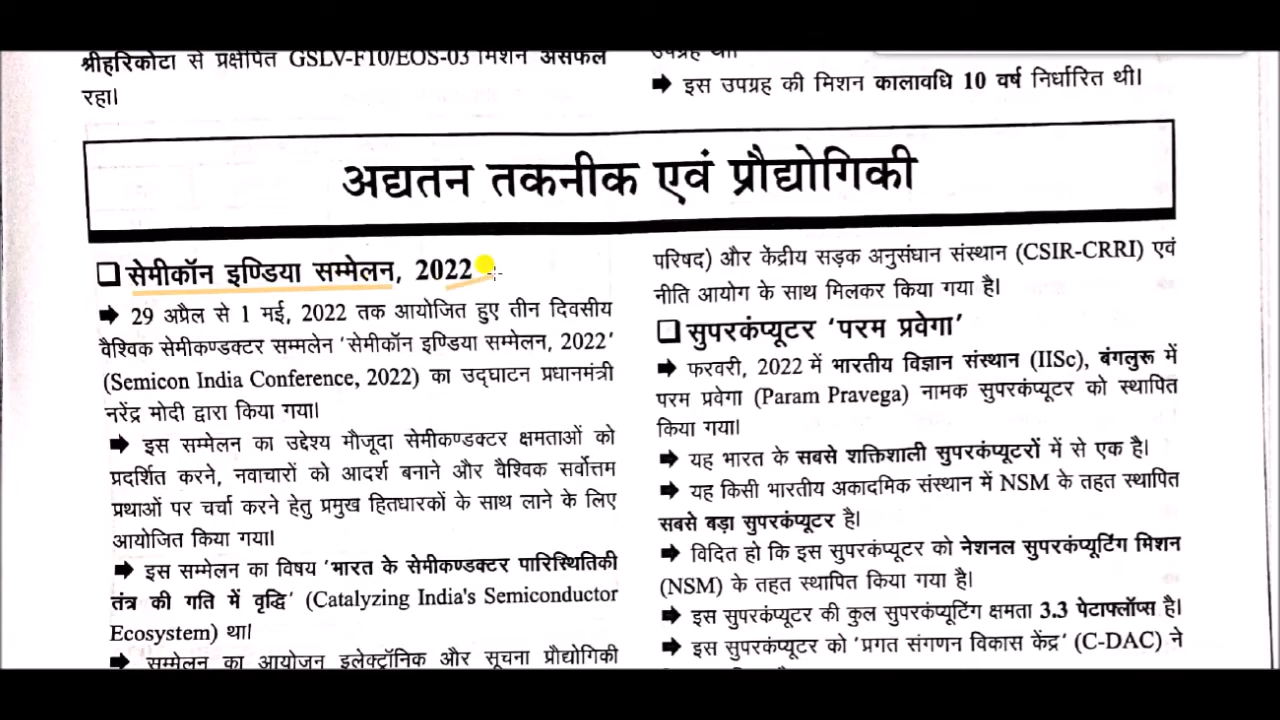 श्रीहरिकोटा से प्रक्षेपित GSLV-F10/EOS-03 मिशन असफल
रहा।
उपग्रह था।
➡ इस उपग्रह की मिशन कालावधि 10 वर्ष निर्धारित थी।
अद्यतन तकनीक एवं प्रौद्योगिकी
❑ सेमीकॉन इण्डिया सम्मेलन, 2022
➡ 29 अप्रैल से 1 मई, 2022 तक आयोजित हुए तीन दिवसीय
वैश्विक सेमीकण्डक्टर सम्मलेन ‘सेमीकॉन इण्डिया सम्मेलन, 2022’
(Semicon India Conference, 2022) का उद्घाटन प्रधानमंत्री
नरेंद्र मोदी द्वारा किया गया।
➡ इस सम्मेलन का उद्देश्य मौजूदा सेमीकण्डक्टर क्षमताओं को
प्रदर्शित करने, नवाचारों को आदर्श बनाने और वैश्विक सर्वोत्तम
प्रथाओं पर चर्चा करने हेतु प्रमुख हितधारकों के साथ लाने के लिए
आयोजित किया गया।
➡ इस सम्मेलन का विषय ‘भारत के सेमीकण्डक्टर पारिस्थितिकी
तंत्र की गति में वृद्धि’ (Catalyzing India's Semiconductor
Ecosystem) था।
➡ सम्मेलन का आयोजन इलेक्ट्रॉनिक और सूचना प्रौद्योगिकी
परिषद) और केंद्रीय सड़क अनुसंधान संस्थान (CSIR-CRRI) एवं
नीति आयोग के साथ मिलकर किया गया है।
❑ सुपरकंप्यूटर ‘परम प्रवेगा’
➡ फरवरी, 2022 में भारतीय विज्ञान संस्थान (IISc), बंगलुरू में
परम प्रवेगा (Param Pravega) नामक सुपरकंप्यूटर को स्थापित
किया गया।
➡ यह भारत के सबसे शक्तिशाली सुपरकंप्यूटरों में से एक है।
➡ यह किसी भारतीय अकादमिक संस्थान में NSM के तहत स्थापित
सबसे बड़ा सुपरकंप्यूटर है।
➡ विदित हो कि इस सुपरकंप्यूटर को नेशनल सुपरकंप्यूटिंग मिशन
(NSM) के तहत स्थापित किया गया है।
➡ इस सुपरकंप्यूटर की कुल सुपरकंप्यूटिंग क्षमता 3.3 पेटाफ्लॉप्स है।
➡ इस सुपरकंप्यूटर को ‘प्रगत संगणन विकास केंद्र’ (C-DAC) ने